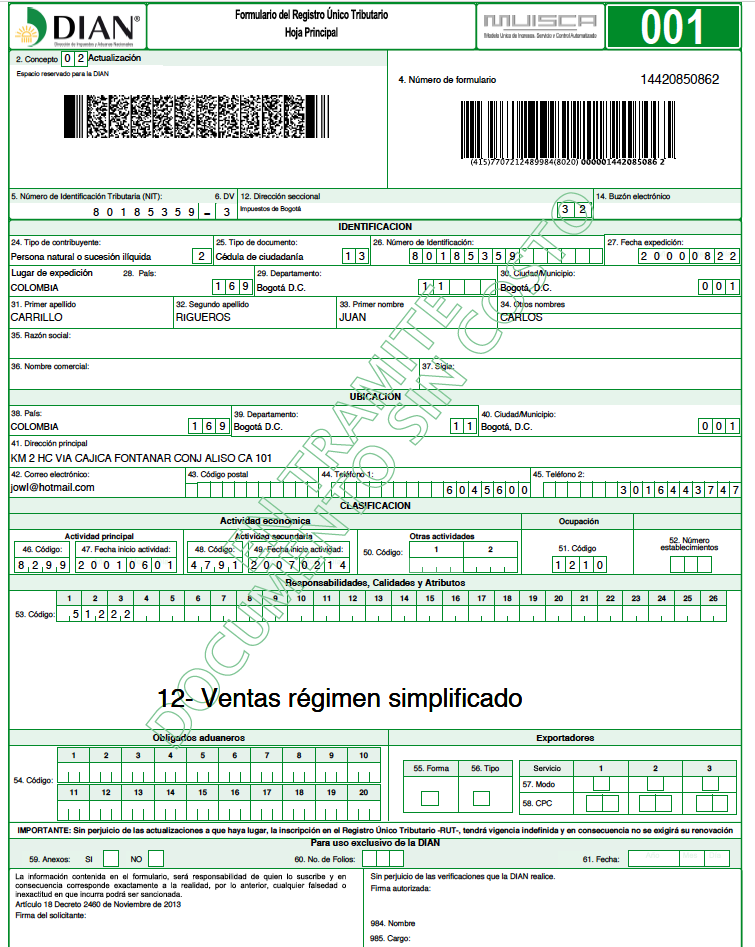 DIAN®
Dirección de Impuestos y Aduanas Nacionales
Formulario del Registro Único Tributario
Hoja Principal
MUISCA
Modelo Unico de Ingresos, Servicio y Control Automatizado
001
2. Concepto 0 2 Actualización
Espacio reservado para la DIAN
4. Número de formulario 14420850862
(415)7707212489984(8020) 000001442085086 2
5. Número de Identificación Tributaria (NIT): 6. DV 12. Dirección seccional 14. Buzón electrónico
8 0 1 8 5 3 5 9 - 3 Impuestos de Bogotá 3 2
IDENTIFICACION
24. Tipo de contribuyente: 25. Tipo de documento: 26. Número de Identificación: 27. Fecha expedición:
Persona natural o sucesión ilíquida 2 Cédula de ciudadanía 1 3 8 0 1 8 5 3 5 9 2 0 0 0 0 8 2 2
Lugar de expedición 28. País: 29. Departamento: 30. Ciudad/Municipio:
COLOMBIA 1 6 9 Bogotá D.C. 1 1 Bogotá, D.C. 0 0 1
31. Primer apellido 32. Segundo apellido 33. Primer nombre 34. Otros nombres
CARRILLO RIGUEROS JUAN CARLOS
35. Razón social:
36. Nombre comercial: 37. Sigla:
UBICACION
38. País: 39. Departamento: 40. Ciudad/Municipio:
COLOMBIA 1 6 9 Bogotá D.C. 1 1 Bogotá, D.C. 0 0 1
41. Dirección principal
KM 2 HC ViA CAJiCA FONTANAR CONJ ALiSO CA 101
42. Correo electrónico: 43. Código postal 44. Teléfono 1: 45. Teléfono 2:
jowl@hotmail.com 6 0 4 5 6 0 0 3 0 1 6 4 4 3 7 4 7
CLASIFICACION
Actividad económica Ocupación
Actividad principal Actividad secundaria Otras actividades 52. Número establecimientos
46. Código: 47. Fecha inicio actividad: 48. Código: 49. Fecha inicio actividad: 50. Código: 1 2 51. Código
8 2 9 9 2 0 0 1 0 6 0 1 4 7 9 1 2 0 0 7 0 2 1 4 1 2 1 0
Responsabilidades, Calidades y Atributos
1 2 3 4 5 6 7 8 9 10 11 12 13 14 15 16 17 18 19 20 21 22 23 24 25 26
53. Código: 5 1 2 2 2
12- Ventas régimen simplificado
EN TRAMITE
DOCUMENTO SIN COSTO
Obligados aduaneros Exportadores
1 2 3 4 5 6 7 8 9 10
54. Código:
11 12 13 14 15 16 17 18 19 20
55. Forma 56. Tipo Servicio 1 2 3
57. Modo
58. CPC
IMPORTANTE: Sin perjuicio de las actualizaciones a que haya lugar, la inscripción en el Registro Único Tributario -RUT-, tendrá vigencia indefinida y en consecuencia no se exigirá su renovación
Para uso exclusivo de la DIAN
59. Anexos: SI NO 60. No. de Folios: 61. Fecha:
La información contenida en el formulario, será responsabilidad de quien lo suscribe y en
consecuencia corresponde exactamente a la realidad, por lo anterior, cualquier falsedad o
inexactitud en que incurra podrá ser sancionada.
Artículo 18 Decreto 2460 de Noviembre de 2013
Firma del solicitante:
Sin perjuicio de las verificaciones que la DIAN realice.
Firma autorizada:
984. Nombre
985. Cargo: